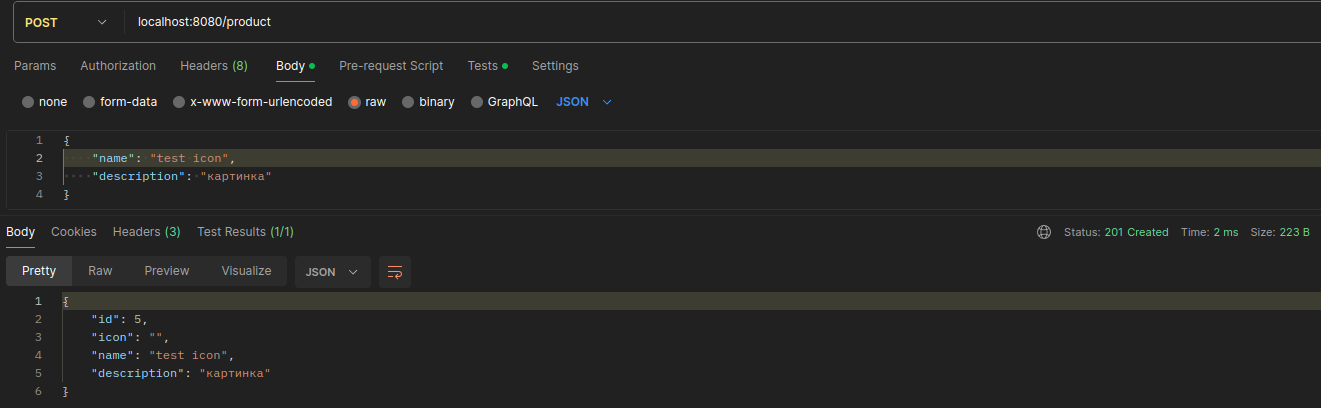 POST localhost:8080/product
Params Authorization Headers (8) Body Pre-request Script Tests Settings
none form-data x-www-form-urlencoded raw binary GraphQL JSON
1 {
2 "name": "test icon",
3 "description": "картинка"
4 }
Body Cookies Headers (3) Test Results (1/1) Status: 201 Created Time: 2 ms Size: 223 B
Pretty Raw Preview Visualize JSON
1 {
2 "id": 5,
3 "icon": "",
4 "name": "test icon",
5 "description": "картинка"
6 }